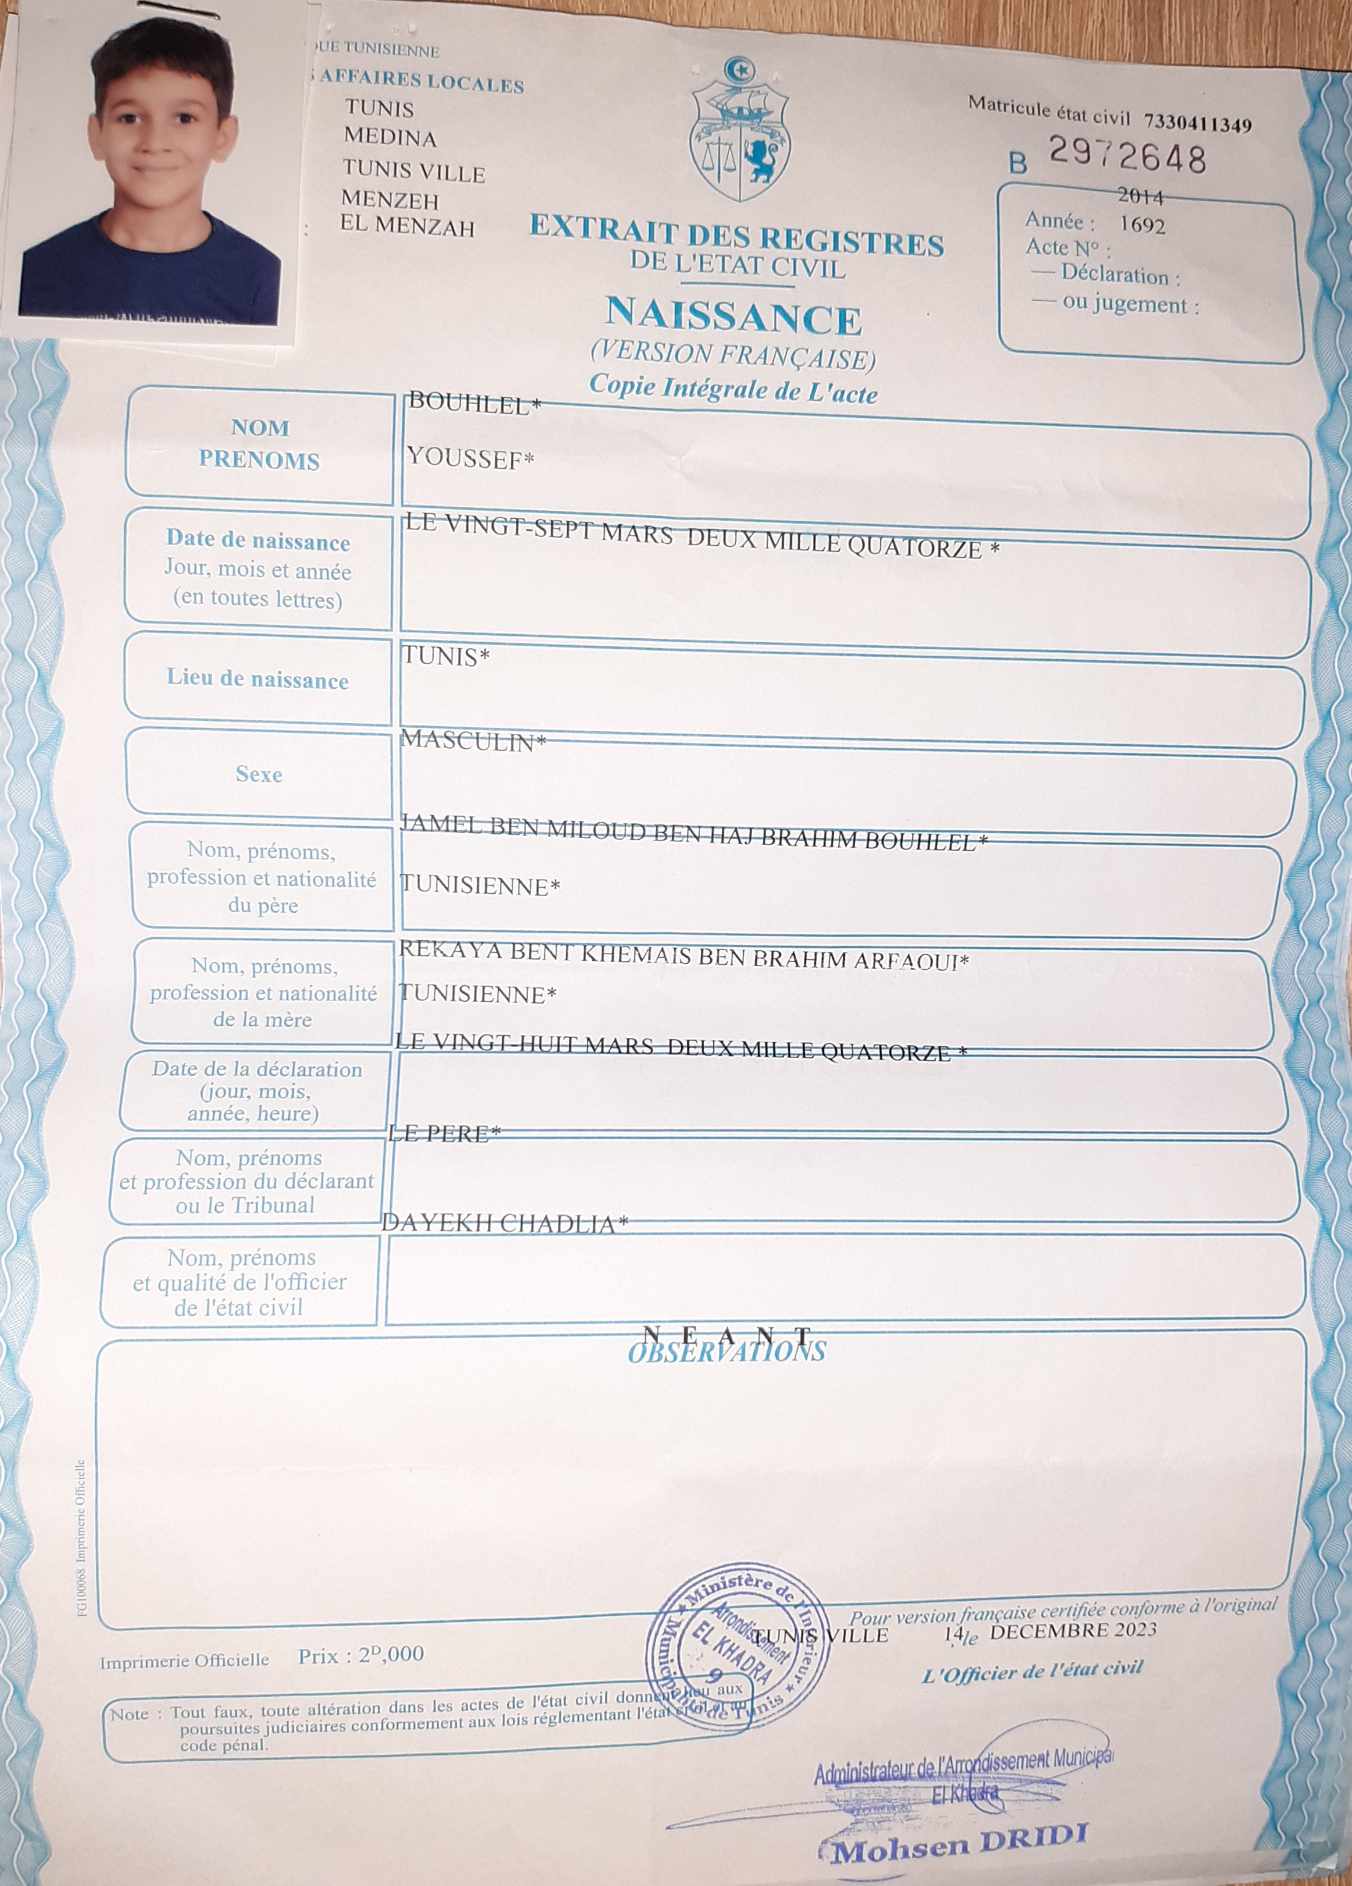 QUE TUNISIENNE
S AFFAIRES LOCALES
TUNIS
MEDINA
TUNIS VILLE
MENZEH
: EL MENZAH
Matricule état civil 7330411349
B 2972648
2014
Année : 1692
Acte Nº :
— Déclaration :
— ou jugement :
EXTRAIT DES REGISTRES
DE L'ETAT CIVIL
NAISSANCE
(VERSION FRANÇAISE)
Copie Intégrale de L'acte
NOM
PRENOMS
BOUHLEL*
YOUSSEF*
Date de naissance
Jour, mois et année
(en toutes lettres)
LE VINGT-SEPT MARS DEUX MILLE QUATORZE *
Lieu de naissance
TUNIS*
Sexe
MASCULIN*
Nom, prénoms,
profession et nationalité
du père
JAMEL BEN MILOUD BEN HAJ BRAHIM BOUHLEL*
TUNISIENNE*
Nom, prénoms,
profession et nationalité
de la mère
REKAYA BENT KHEMAIS BEN BRAHIM ARFAOUI*
TUNISIENNE*
Date de la déclaration
(jour, mois,
année, heure)
LE VINGT-HUIT MARS DEUX MILLE QUATORZE *
Nom, prénoms
et profession du déclarant
ou le Tribunal
LE PERE*
Nom, prénoms
et qualité de l'officier
de l'état civil
DAYEKH CHADLIA*
N E A N T
OBSERVATIONS
FG100068 Imprimerie Officielle
Pour version française certifiée conforme à l'original
TUNIS VILLE 14 le DECEMBRE 2023
L'Officier de l'état civil
Imprimerie Officielle Prix : 2ᴰ,000
Note : Tout faux, toute altération dans les actes de l'état civil donnent lieu aux
poursuites judiciaires conformement aux lois réglementant l'état civil et au
code pénal.
Ministère de l'Intérieur
Municipalité de Tunis
Arrondissement
EL KHADRA
9
Administrateur de l'Arrondissement Municipal
El Khadra
Mohsen DRIDI